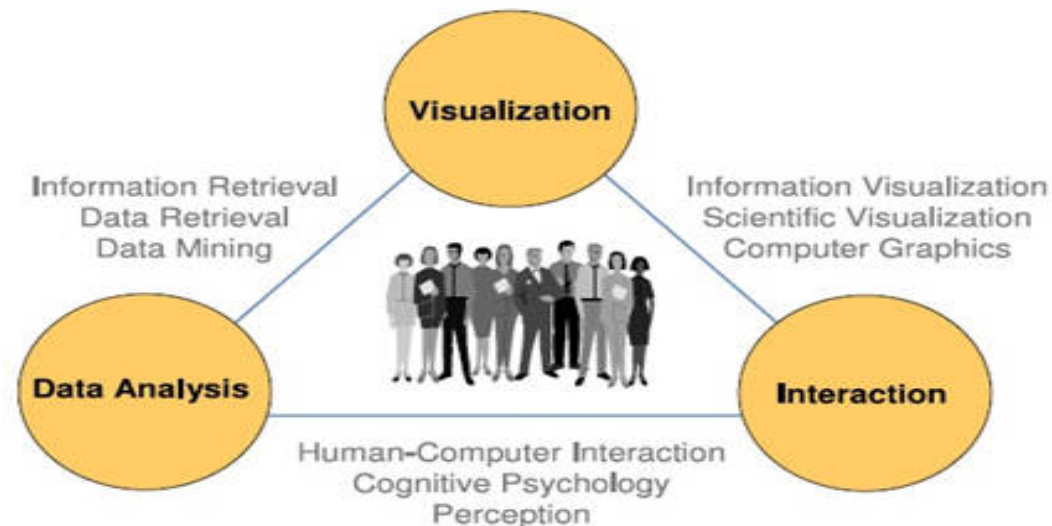 Visualization
Information Retrieval
Data Retrieval
Data Mining
Information Visualization
Scientific Visualization
Computer Graphics
Data Analysis
Interaction
Human-Computer Interaction
Cognitive Psychology
Perception